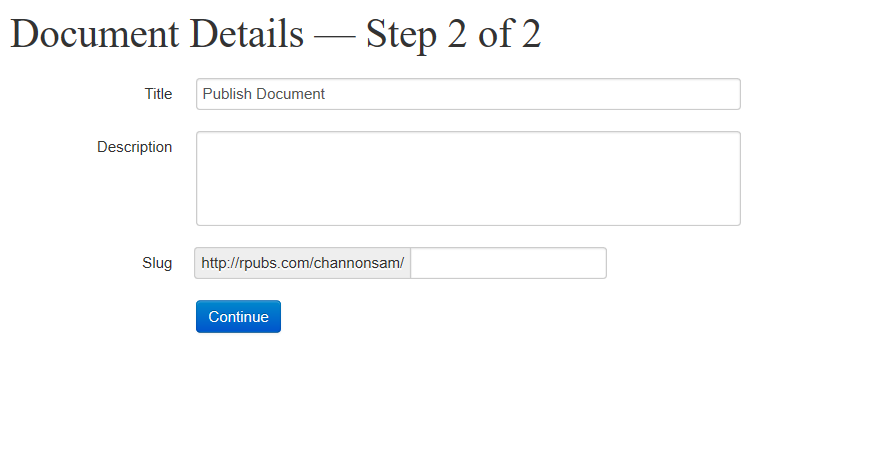 Document Details — Step 2 of 2
Title Publish Document
Description
Slug http://rpubs.com/channonsam/
Continue